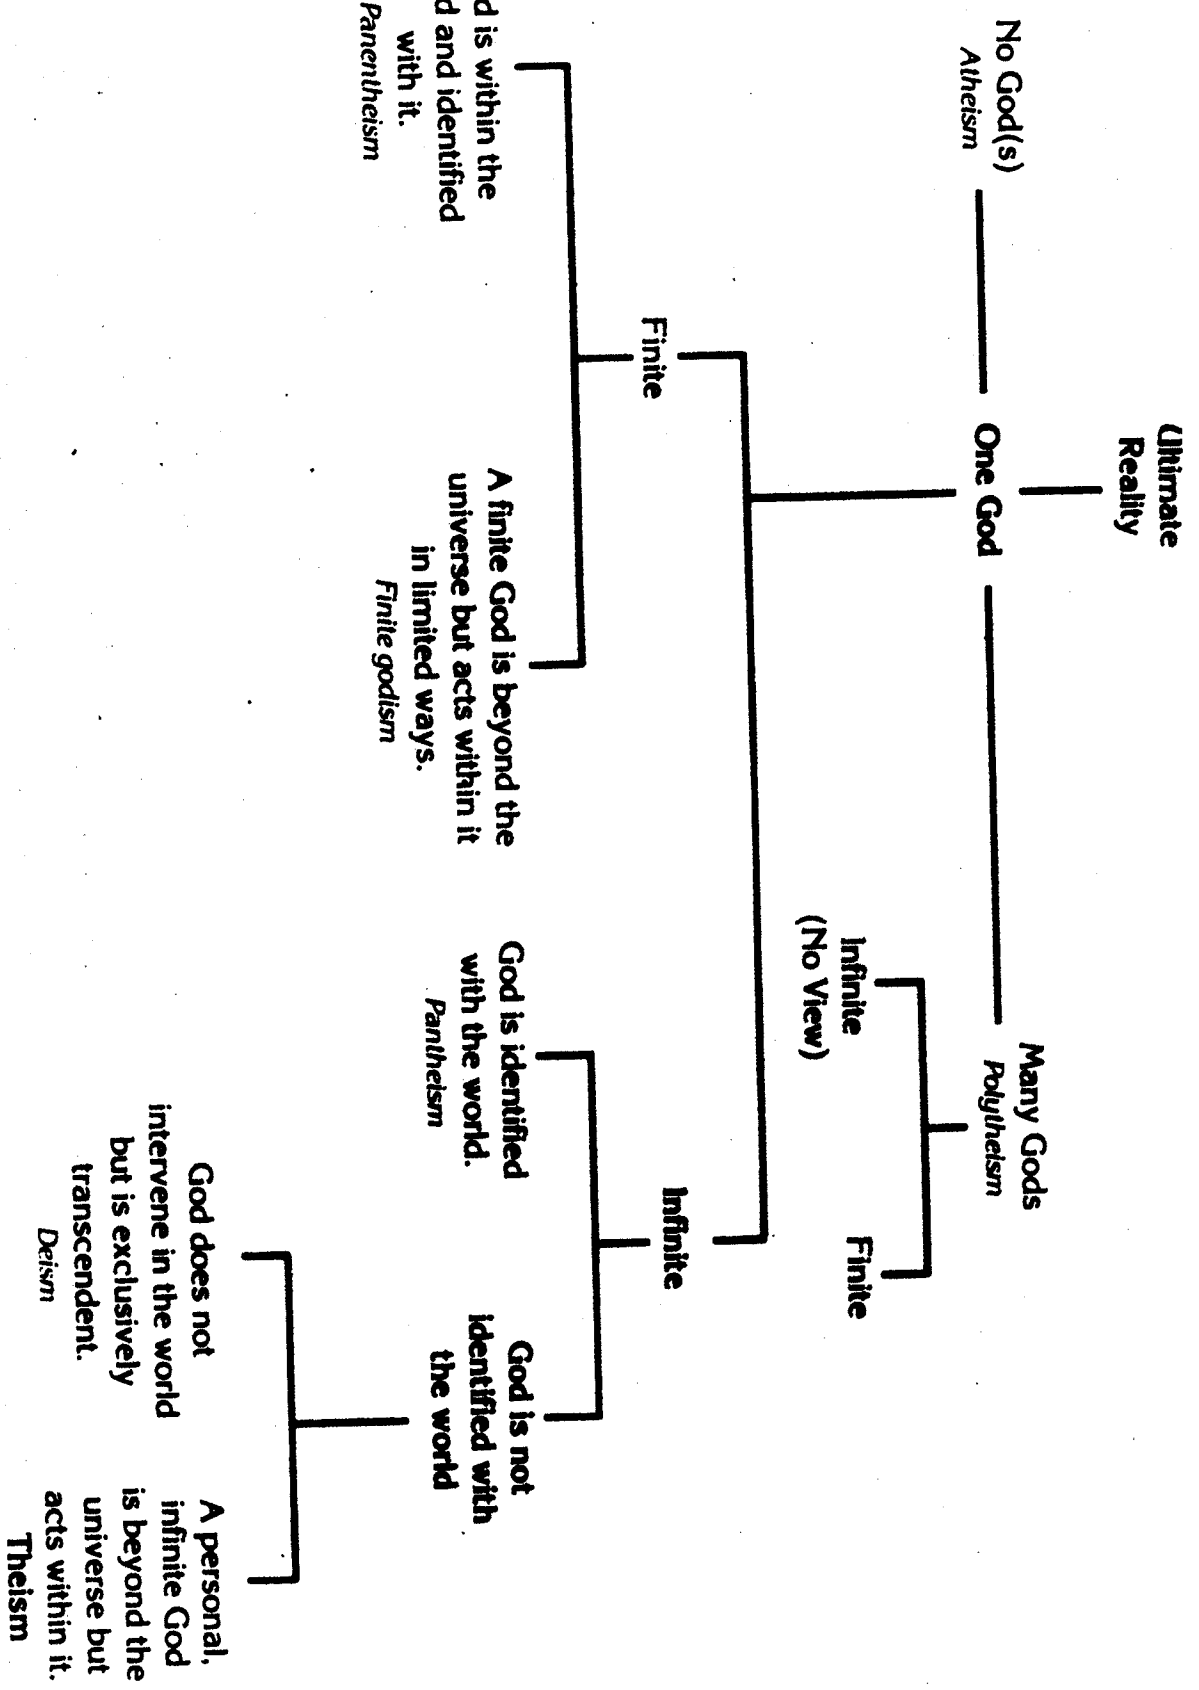 Ultimate
Reality
No God(s)
Atheism
One God
Many Gods
Polytheism
Infinite
(No View)
Finite
Finite
Infinite
d is within the
d and identified
with it.
Panentheism
A finite God is beyond the
universe but acts within it
in limited ways.
Finite godism
God is identified
with the world.
Pantheism
God is not
identified with
the world
God does not
intervene in the world
but is exclusively
transcendent.
Deism
A personal,
infinite God
is beyond the
universe but
acts within it.
Theism